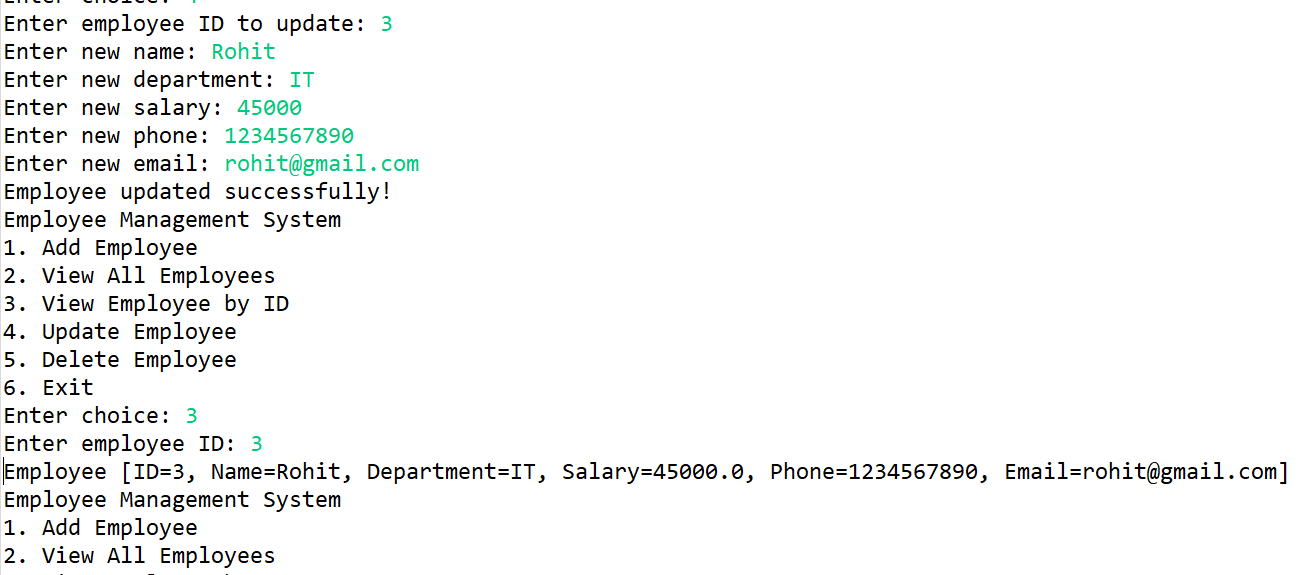 Enter choice:
Enter employee ID to update: 3
Enter new name: Rohit
Enter new department: IT
Enter new salary: 45000
Enter new phone: 1234567890
Enter new email: rohit@gmail.com
Employee updated successfully!
Employee Management System
1. Add Employee
2. View All Employees
3. View Employee by ID
4. Update Employee
5. Delete Employee
6. Exit
Enter choice: 3
Enter employee ID: 3
Employee [ID=3, Name=Rohit, Department=IT, Salary=45000.0, Phone=1234567890, Email=rohit@gmail.com]
Employee Management System
1. Add Employee
2. View All Employees